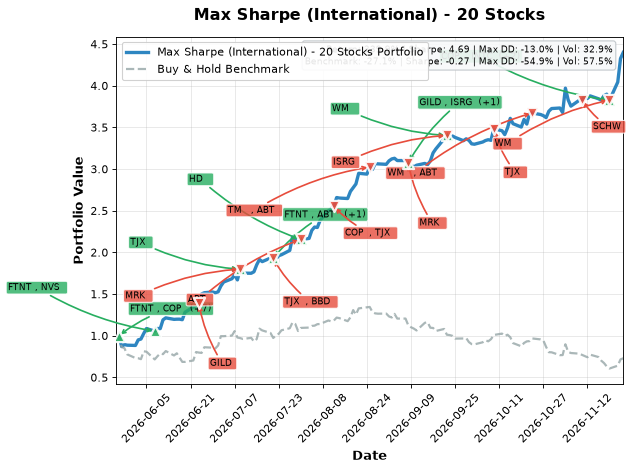 Max Sharpe (International) - 20 Stocks
Max Sharpe (International) - 20 Stocks Portfolio
Buy & Hold Benchmark
4.69 | Max DD: -13.0% | Vol: 32.9%
-0.27 | Max DD: -54.9% | Vol: 57.5%
Portfolio Value
4.5
4.0
3.5
3.0
2.5
2.0
1.5
1.0
0.5
WM
GILD , ISRG (+1)
SCHW
WM
ISRG
WM , ABT
TJX
HD
TM , ABT
FTNT , ABT (+1)
MRK
COP , TJX
TJX
FTNT , NVS
MRK
ABT
TJX , BBD
FTNT , COP
GILD
2026-06-05
2026-06-21
2026-07-07
2026-07-23
2026-08-08
2026-08-24
2026-09-09
2026-09-25
2026-10-11
2026-10-27
2026-11-12
Date